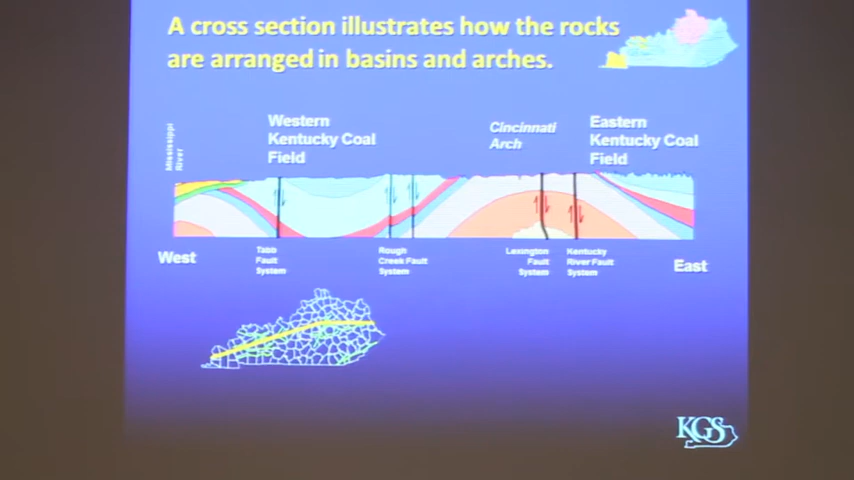 A cross section illustrates how the rocks
are arranged in basins and arches.
Mississippi
River
Western
Kentucky Coal
Field
Cincinnati
Arch
Eastern
Kentucky Coal
Field
West
Tabb
Fault
System
Rough
Creek Fault
System
Lexington
Fault
System
Kentucky
River Fault
System
East
KGS